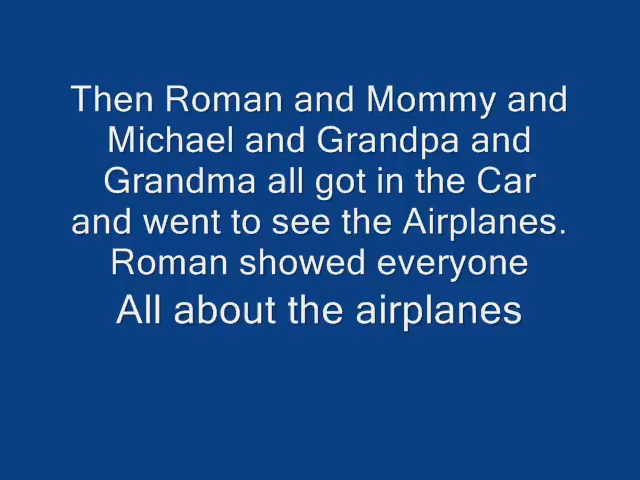 Then Roman and Mommy and
Michael and Grandpa and
Grandma all got in the Car
and went to see the Airplanes.
Roman showed everyone
All about the airplanes